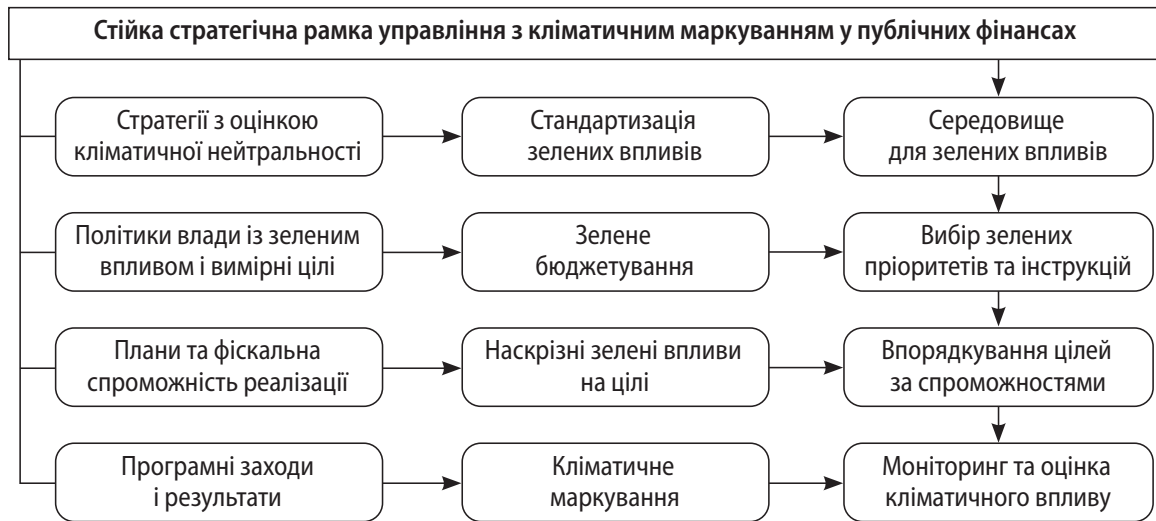 Стійка стратегічна рамка управління з кліматичним маркуванням у публічних фінансах
Стратегії з оцінкою
кліматичної нейтральності
Стандартизація
зелених впливів
Середовище
для зелених впливів
Політики влади із зеленим
впливом і вимірні цілі
Зелене
бюджетування
Вибір зелених
пріоритетів та інструкцій
Плани та фіскальна
спроможність реалізації
Наскрізні зелені впливи
на цілі
Впорядкування цілей
за спроможностями
Програмні заходи
і результати
Кліматичне
маркування
Моніторинг та оцінка
кліматичного впливу